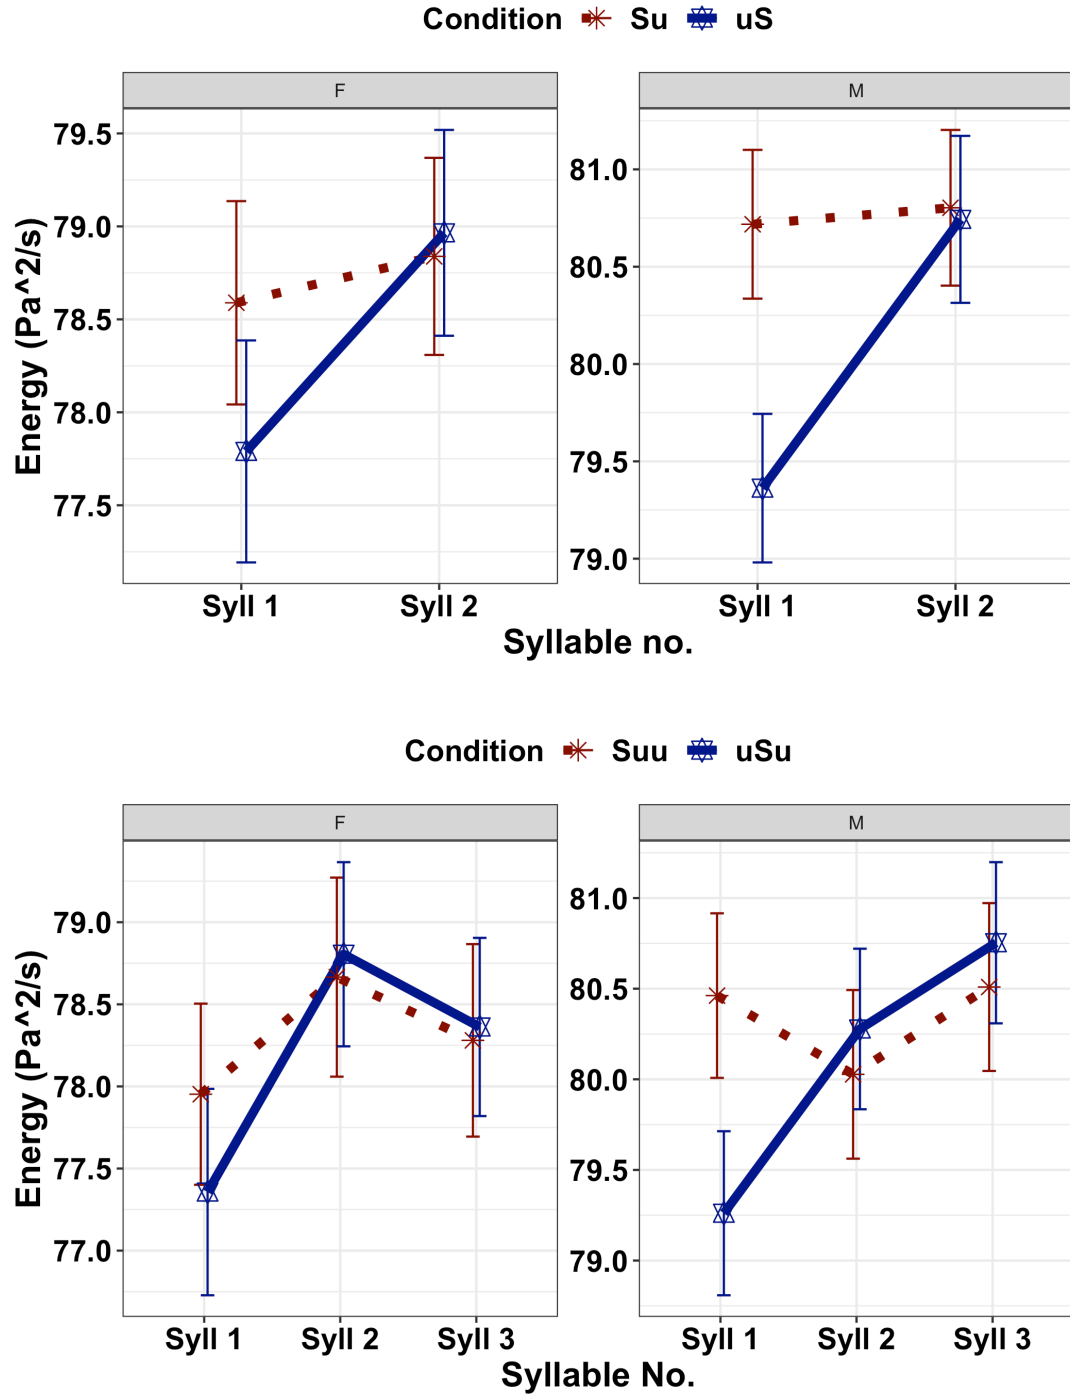 Condition Su uS
F M
79.5
79.0
78.5
78.0
77.5
81.0
80.5
80.0
79.5
79.0
Energy (Pa^2/s)
Syll 1 Syll 2 Syll 1 Syll 2
Syllable no.
Condition Suu uSu
F M
79.0
78.5
78.0
77.5
77.0
81.0
80.5
80.0
79.5
79.0
Energy (Pa^2/s)
Syll 1 Syll 2 Syll 3 Syll 1 Syll 2 Syll 3
Syllable No.